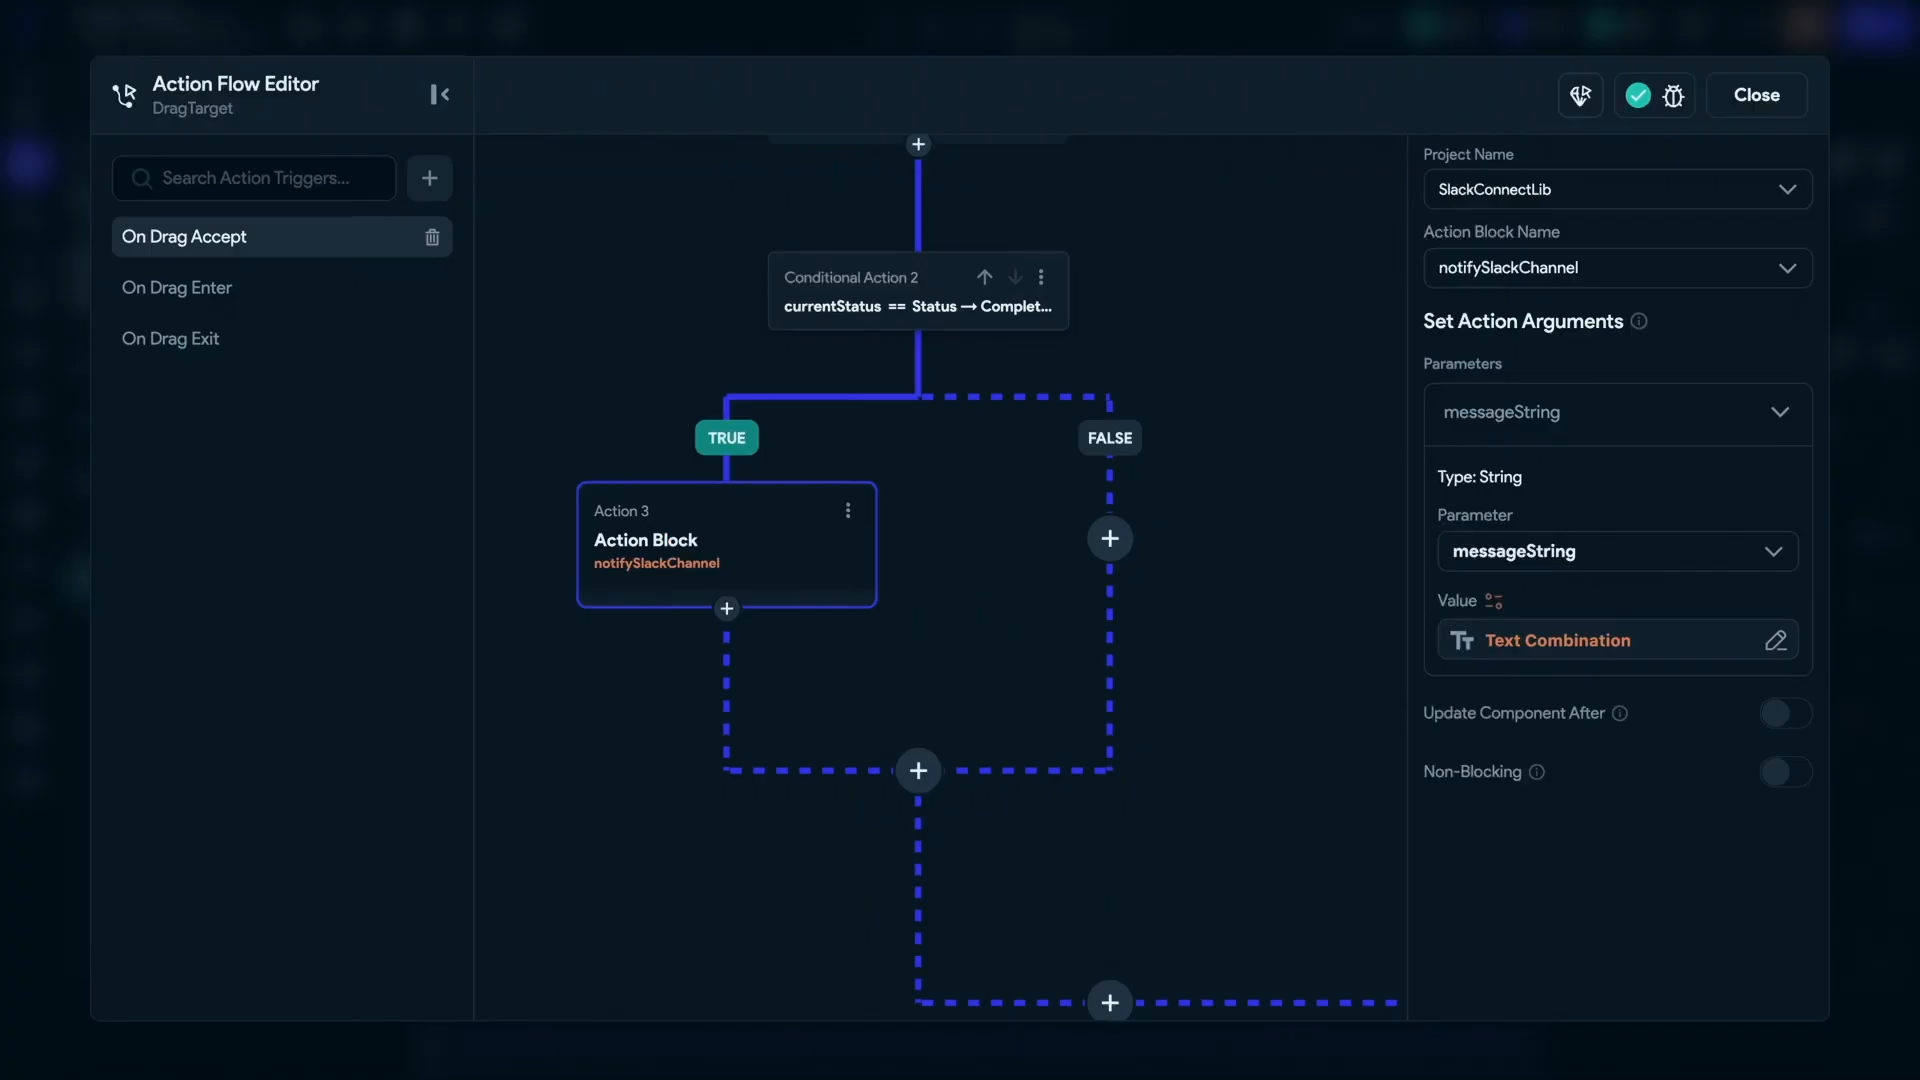 Action Flow Editor
DragTarget
Close
Search Action Triggers...
On Drag Accept
On Drag Enter
On Drag Exit
Conditional Action 2
currentStatus == Status → Complet...
TRUE
FALSE
Action 3
Action Block
notifySlackChannel
Project Name
SlackConnectLib
Action Block Name
notifySlackChannel
Set Action Arguments
Parameters
messageString
Type: String
Parameter
messageString
Value
Text Combination
Update Component After
Non-Blocking